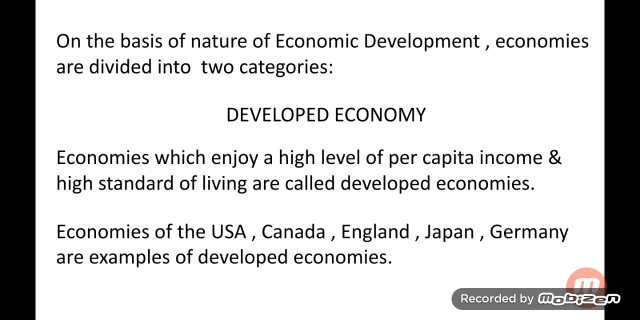 On the basis of nature of Economic Development , economies
are divided into two categories:
DEVELOPED ECONOMY
Economies which enjoy a high level of per capita income &
high standard of living are called developed economies.
Economies of the USA , Canada , England , Japan , Germany
are examples of developed economies.
Recorded by Mobizen